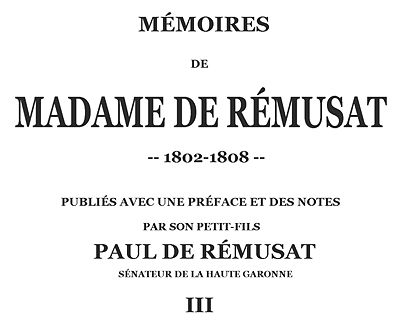 MÉMOIRES
DE
MADAME DE RÉMUSAT
-- 1802-1808 --
PUBLIÉS AVEC UNE PRÉFACE ET DES NOTES
PAR SON PETIT-FILS
PAUL DE RÉMUSAT
SÉNATEUR DE LA HAUTE GARONNE
III